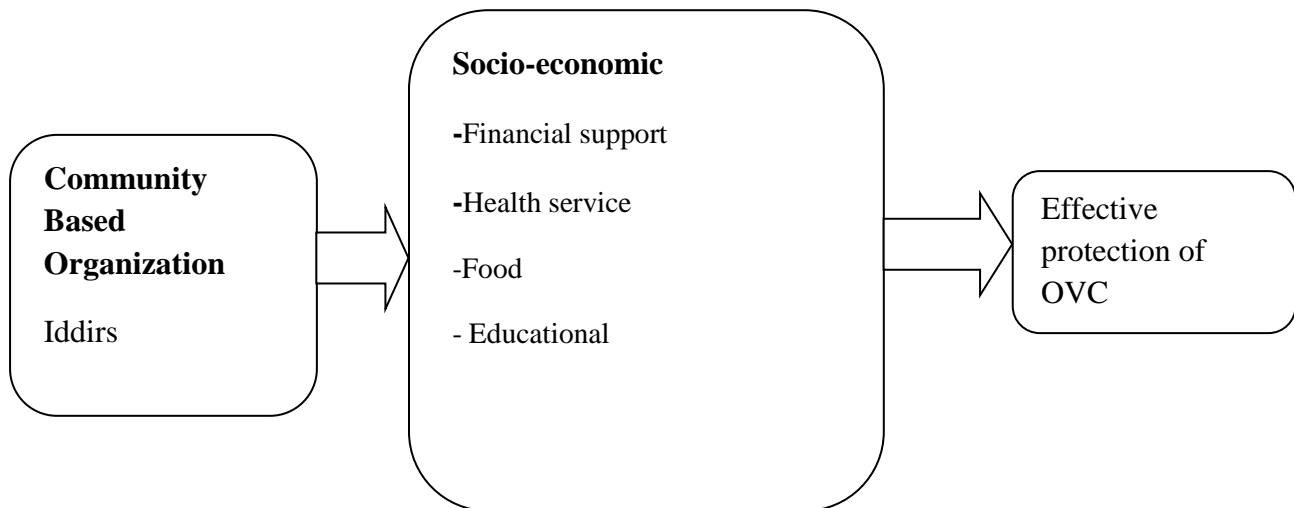 Community
Based
Organization
Iddirs
Socio-economic
-Financial support
-Health service
-Food
- Educational
Effective
protection of
OVC